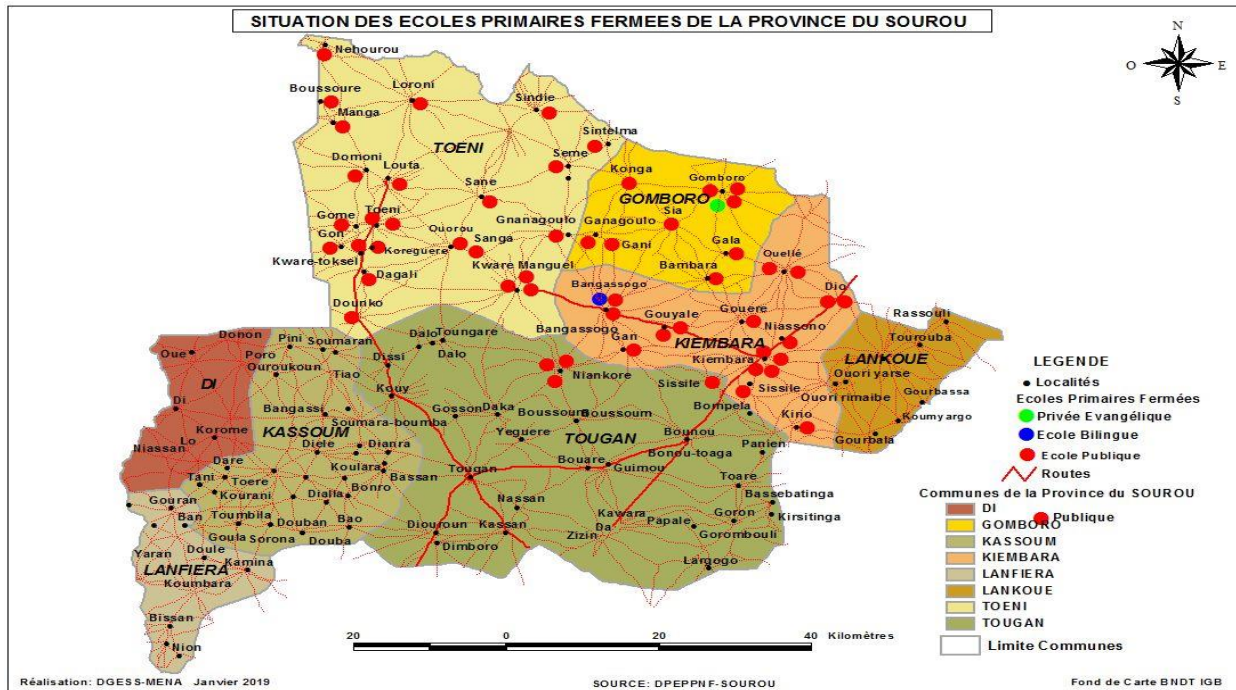 SITUATION DES ECOLES PRIMAIRES FERMEES DE LA PROVINCE DU SOUROU
N
O
E
S
Nehourou
Boussoure
Loroni
Sindie
Manga
Sintelma
TOENI
Domoni
Louta
Seme
Konga
Gomboro
Sane
GOMBORO
Gome
Toeni
Gnanagoulo
Ganagoulo
Sia
Gon
Koreguere
Ourou
Sanga
Gani
Gala
Kware-toksel
Kware Manguel
Ouellé
Dagali
Bambara
Bangassogo
Dio
Dounko
Gouyale
Gouere
Rassouli
Donon
Pini
Soumaran
Dalo
Toungare
Bangassogo
Niassono
Tourouba
Oue
Poro
Dissi
Dalo
Gan
KIEMBARA
LANKOUE
Ouroukoun
Tiao
Niankore
Kiembara
Ouori yarse
DI
Kouy
Sissile
Sissile
Ouori rimaibe
Gourbassa
Di
Bangassi
Gosson
Daka
Boussoum
Boussoum
Bompela
Koumyargo
Soumara-boumba
KASSOUM
Yeguere
TOUGAN
Kino
Gourbala
Korome
Diele
Dianra
Bounou
Panien
Lo
Niassan
Dare
Koulara
Bouare
Bonou-toaga
Tani
Toere
Bassan
Tougan
Guimou
Toare
Kourani
Dialla
Bonro
Nassan
Bassebatinga
Gouran
Toumbila
Douban
Bao
Kawara
Goron
Kirsitinga
Ban
Diouroun
Kassan
Da
Papale
Goula
Sorona
Douba
Zizin
Gorombouli
Yaran
Doule
Dimboro
LANFIERA
Kamina
Largogo
Koumbara
Bissan
Nion
LEGENDE
Localités
Ecoles Primaires Fermées
Privée Evangélique
Ecole Bilingue
Ecole Publique
Routes
Communes de la Province du SOUROU
DI
Publique
GOMBORO
KASSOUM
KIEMBARA
LANFIERA
LANKOUE
TOENI
TOUGAN
Limite Communes
20 0 20 40 Kilomètres
Réalisation: DGESS-MENA Janvier 2019
SOURCE: DPEPPNF-SOUROU
Fond de Carte BNDT IGB